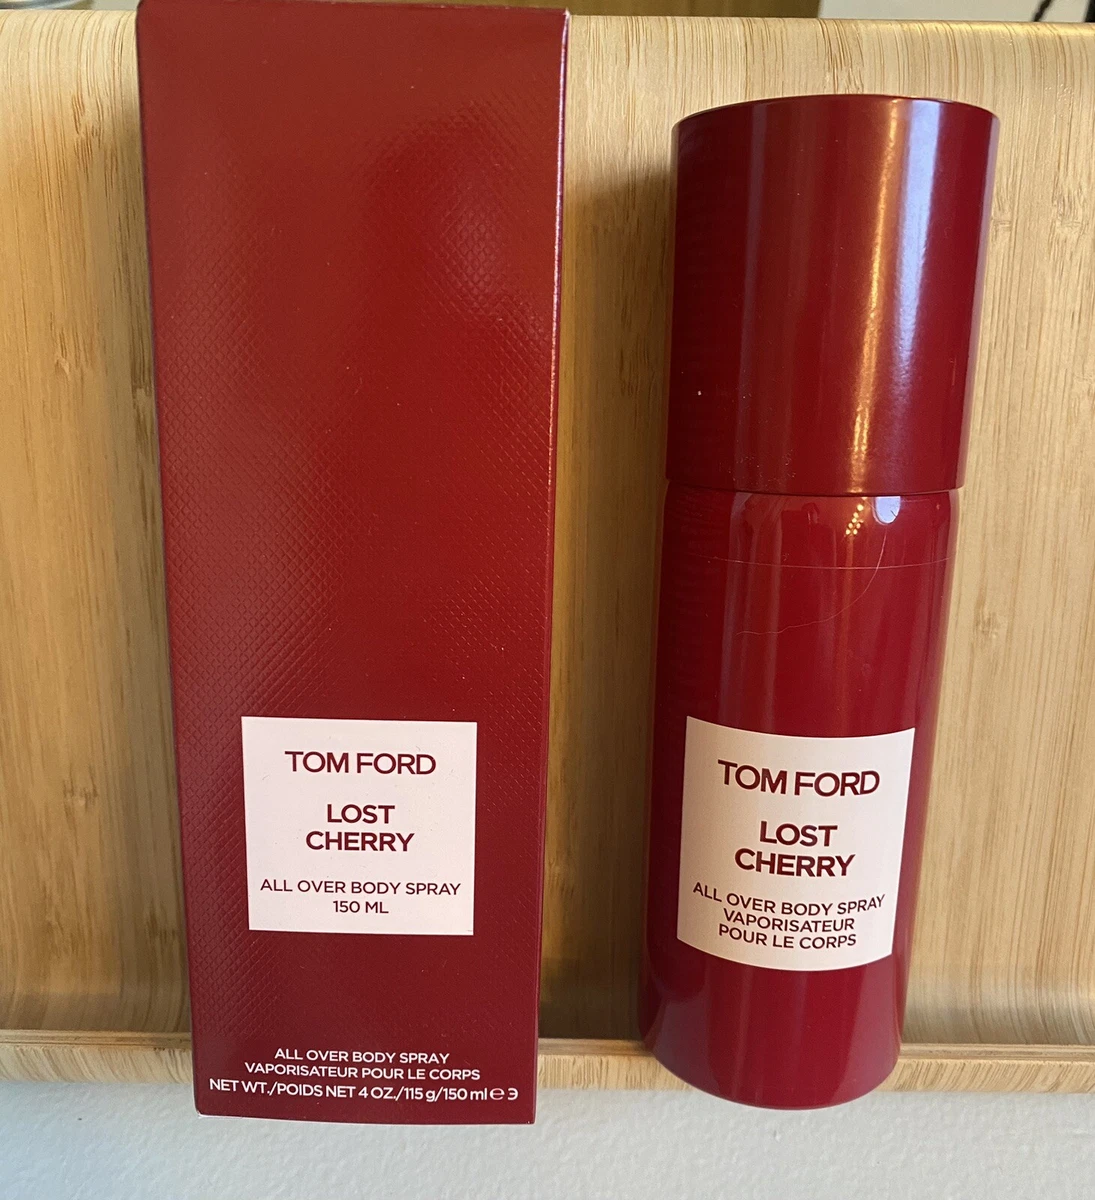 TOM FORD
LOST
CHERRY
ALL OVER BODY SPRAY
150 ML
ALL OVER BODY SPRAY
VAPORISATEUR POUR LE CORPS
NET WT./POIDS NET 4 OZ./115 g/150 ml ℮ 3
TOM FORD
LOST
CHERRY
ALL OVER BODY SPRAY
VAPORISATEUR
POUR LE CORPS